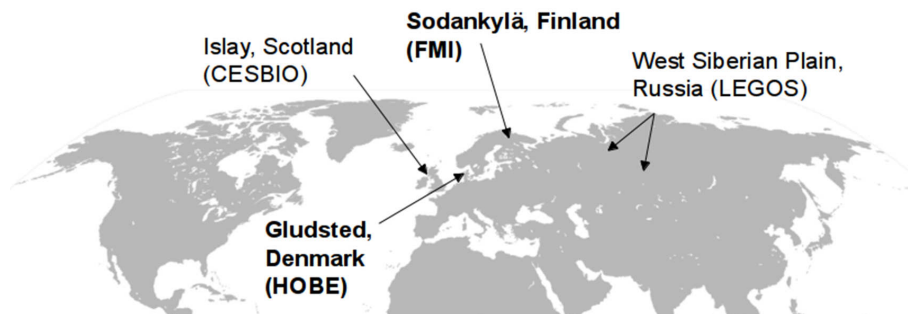 Sodankylä, Finland
(FMI)
Islay, Scotland
(CESBIO)
West Siberian Plain,
Russia (LEGOS)
Gludsted,
Denmark
(HOBE)